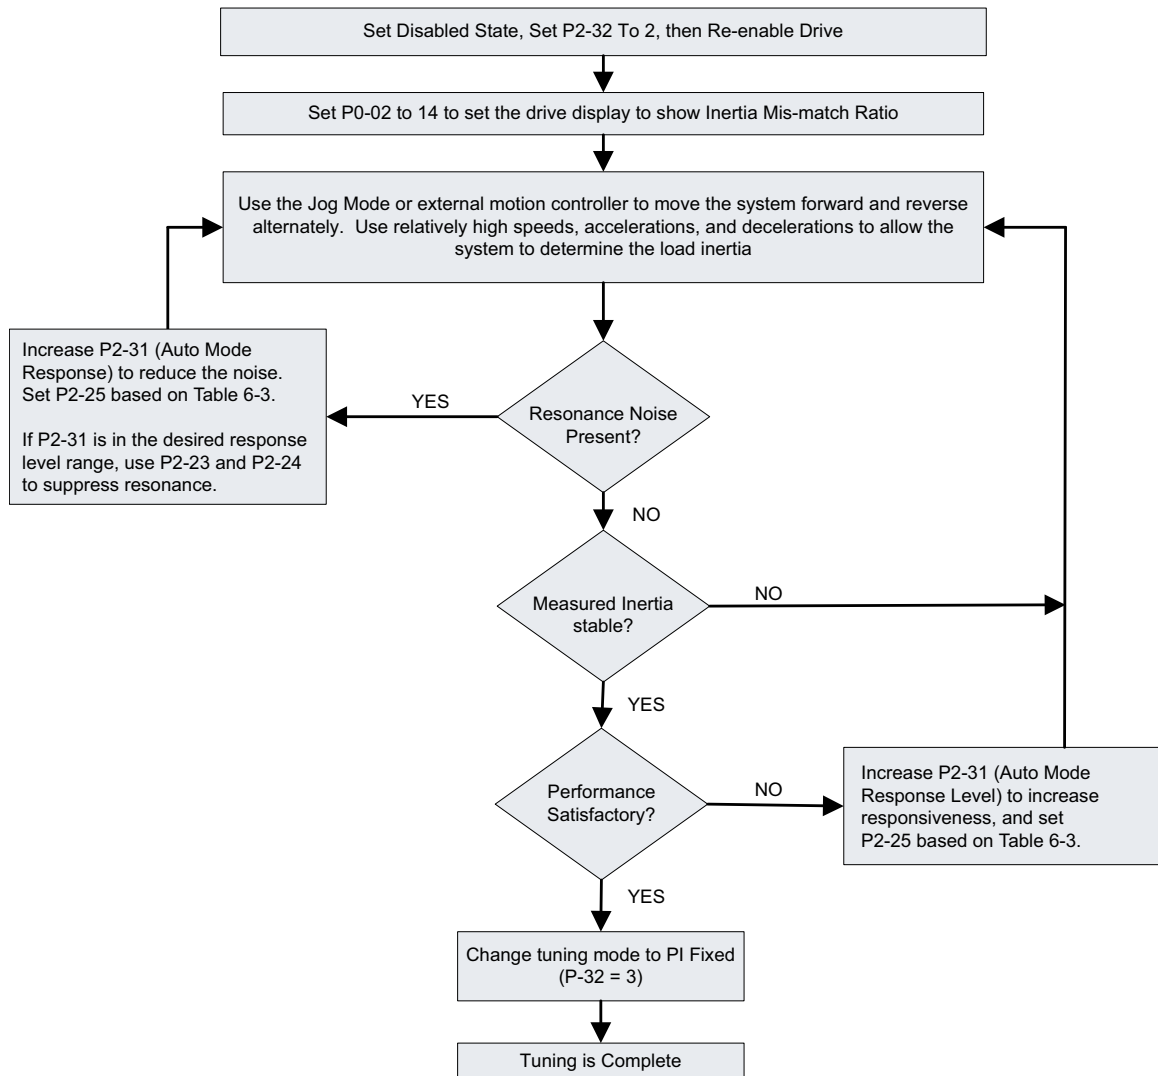 Set Disabled State, Set P2-32 To 2, then Re-enable Drive
Set P0-02 to 14 to set the drive display to show Inertia Mis-match Ratio
Use the Jog Mode or external motion controller to move the system forward and reverse
alternately.  Use relatively high speeds, accelerations, and decelerations to allow the
system to determine the load inertia
Increase P2-31 (Auto Mode
Response) to reduce the noise.
Set P2-25 based on Table 6-3.
If P2-31 is in the desired response
level range, use P2-23 and P2-24
to suppress resonance.
YES
Resonance Noise
Present?
NO
Measured Inertia
stable?
NO
YES
Performance
Satisfactory?
NO
Increase P2-31 (Auto Mode
Response Level) to increase
responsiveness, and set
P2-25 based on Table 6-3.
YES
Change tuning mode to PI Fixed
(P-32 = 3)
Tuning is Complete